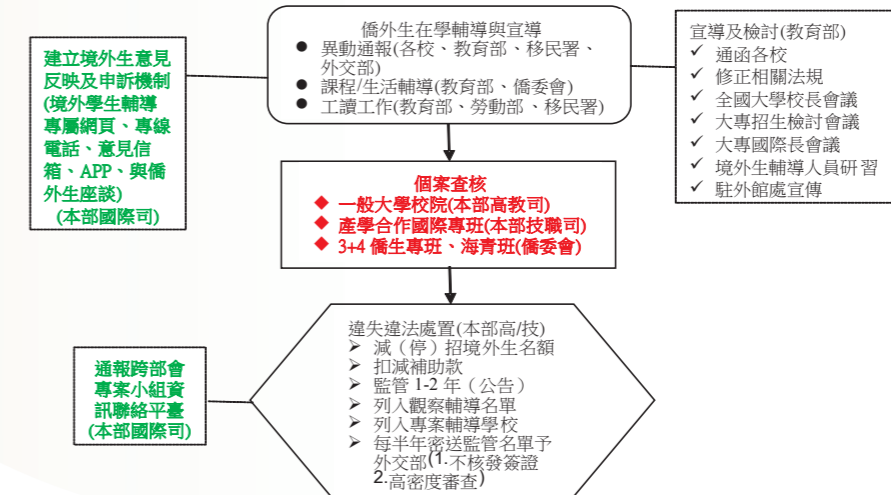 建立境外生意見
反映及申訴機制
(境外學生輔導
專屬網頁、專線
電話、意見信
箱、APP、與僑
外生座談)
(本部國際司)
僑外生在學輔導與宣導
● 異動通報(各校、教育部、移民署、
外交部)
● 課程/生活輔導(教育部、僑委會)
● 工讀工作(教育部、勞動部、移民署)
宣導及檢討(教育部)
✓ 通函各校
✓ 修正相關法規
✓ 全國大學校長會議
✓ 大專招生檢討會議
✓ 大專國際長會議
✓ 境外生輔導人員研習
✓ 駐外館處宣傳
個案查核
◆ 一般大學校院(本部高教司)
◆ 產學合作國際專班(本部技職司)
◆ 3+4 僑生專班、海青班(僑委會)
通報跨部會
專案小組資
訊聯絡平臺
(本部國際司)
違失違法處置(本部高/技)
➢ 減（停）招境外生名額
➢ 扣減補助款
➢ 監管 1-2 年（公告）
➢ 列入觀察輔導名單
➢ 列入專案輔導學校
➢ 每半年密送監管名單予
外交部(1.不核發簽證
2.高密度審查)